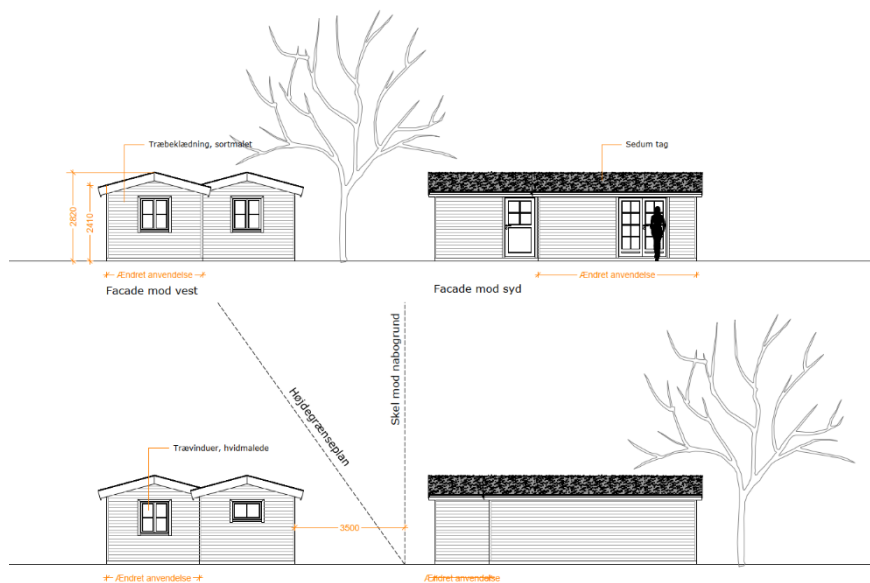 Træbeklædning, sortmalet
Sedum tag
2820
2410
Ændret anvendelse
Ændret anvendelse
Facade mod vest
Facade mod syd
Højdegrænseplan
Skel mod nabogrund
Trævinduer, hvidmalede
3500
Ændret anvendelse
Ændret anvendelse